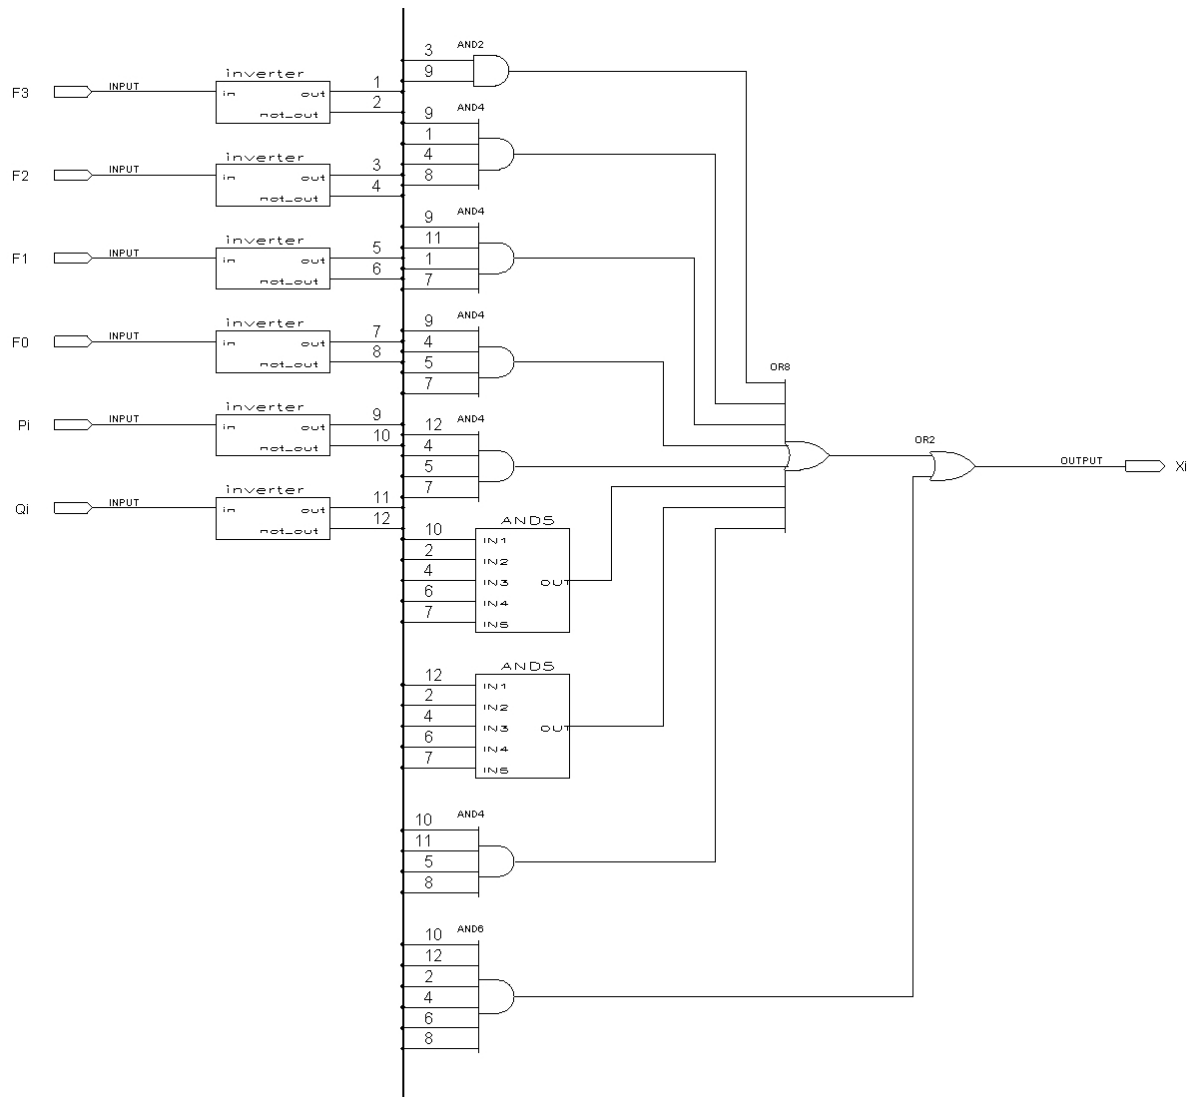 F3 INPUT
inverter
in out
not_out
1
2
F2 INPUT
inverter
in out
not_out
3
4
F1 INPUT
inverter
in out
not_out
5
6
F0 INPUT
inverter
in out
not_out
7
8
Pi INPUT
inverter
in out
not_out
9
10
Qi INPUT
inverter
in out
not_out
11
12
AND2
3
9
AND4
9
1
4
8
AND4
9
11
1
7
AND4
9
4
5
7
AND4
12
4
5
7
AND5
10 IN1
2 IN2
4 IN3 OUT
6 IN4
7 IN5
AND5
12 IN1
2 IN2
4 IN3 OUT
6 IN4
7 IN5
AND4
10
11
5
8
AND6
10
12
2
4
6
8
OR8
OR2
OUTPUT Xi